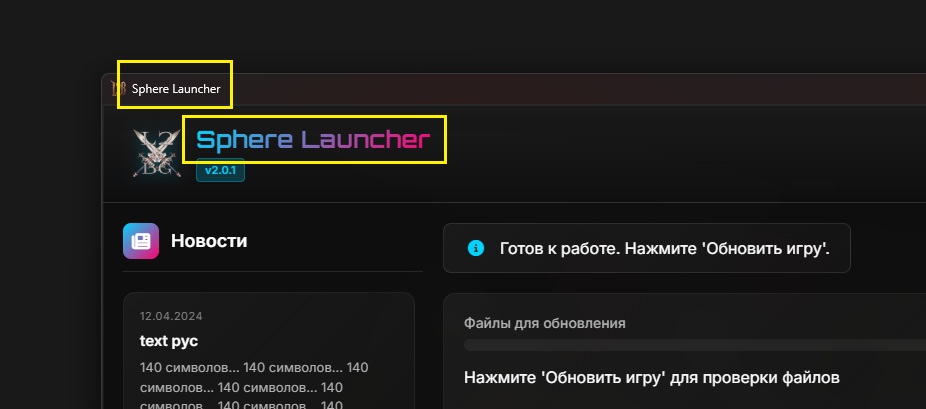 Sphere Launcher
Sphere Launcher
v2.0.1
Новости
Готов к работе. Нажмите 'Обновить игру'.
12.04.2024
Файлы для обновления
text рус
140 символов... 140 символов... 140
символов... 140 символов... 140
символов... 140 символов... 140
Нажмите 'Обновить игру' для проверки файлов